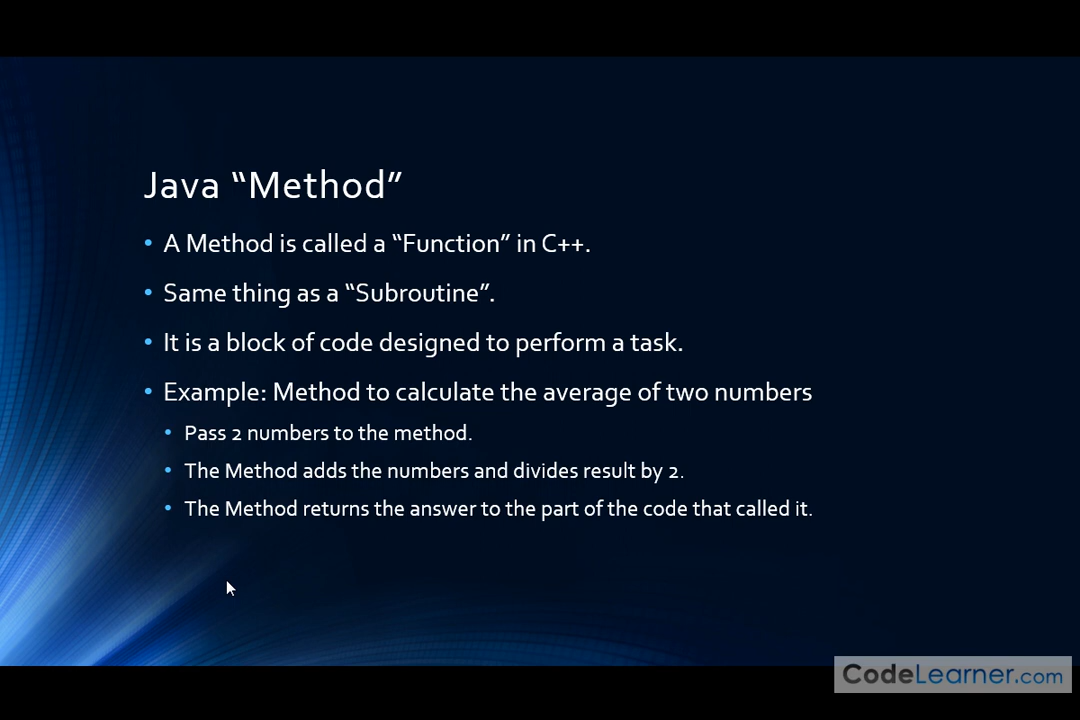 Java “Method”
• A Method is called a “Function” in C++.
• Same thing as a “Subroutine”.
• It is a block of code designed to perform a task.
• Example: Method to calculate the average of two numbers
• Pass 2 numbers to the method.
• The Method adds the numbers and divides result by 2.
• The Method returns the answer to the part of the code that called it.
CodeLearner.com